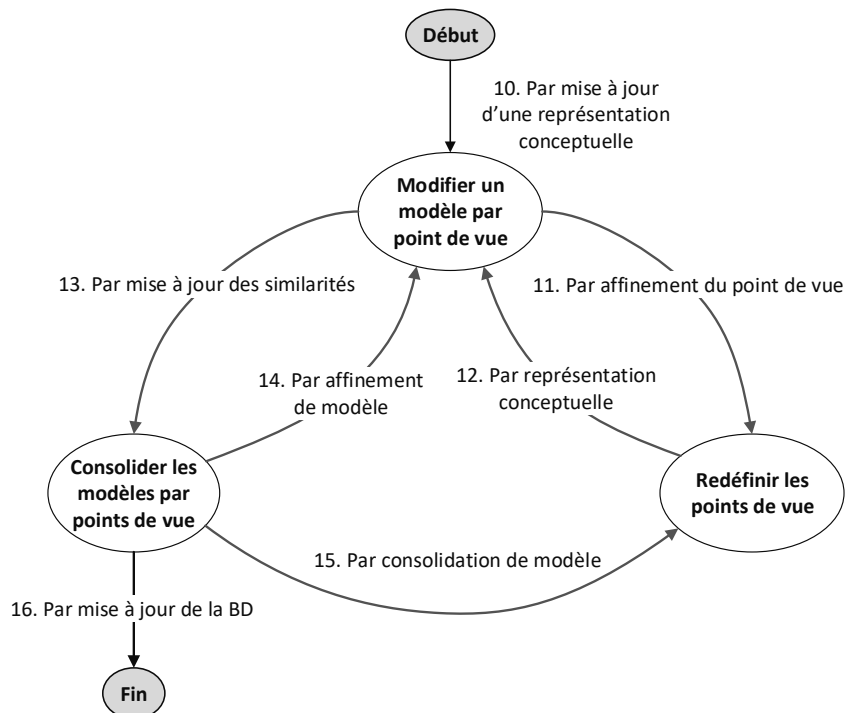 Début
10. Par mise à jour
d’une représentation
conceptuelle
Modifier un
modèle par
point de vue
13. Par mise à jour des similarités
11. Par affinement du point de vue
14. Par affinement
de modèle
12. Par représentation
conceptuelle
Consolider les
modèles par
points de vue
Redéfinir les
points de vue
15. Par consolidation de modèle
16. Par mise à jour de la BD
Fin